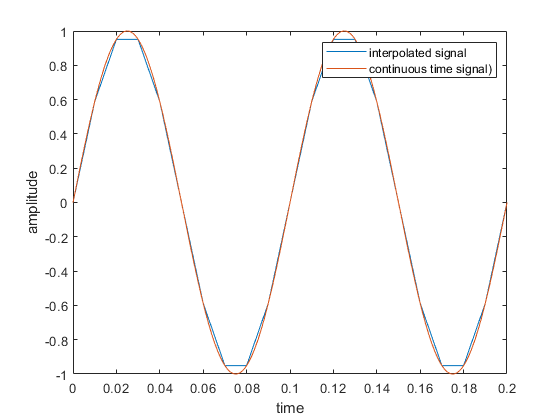 1
0.8
0.6
0.4
0.2
0
-0.2
-0.4
-0.6
-0.8
-1
amplitude
interpolated signal
continuous time signal)
0 0.02 0.04 0.06 0.08 0.1 0.12 0.14 0.16 0.18 0.2
time